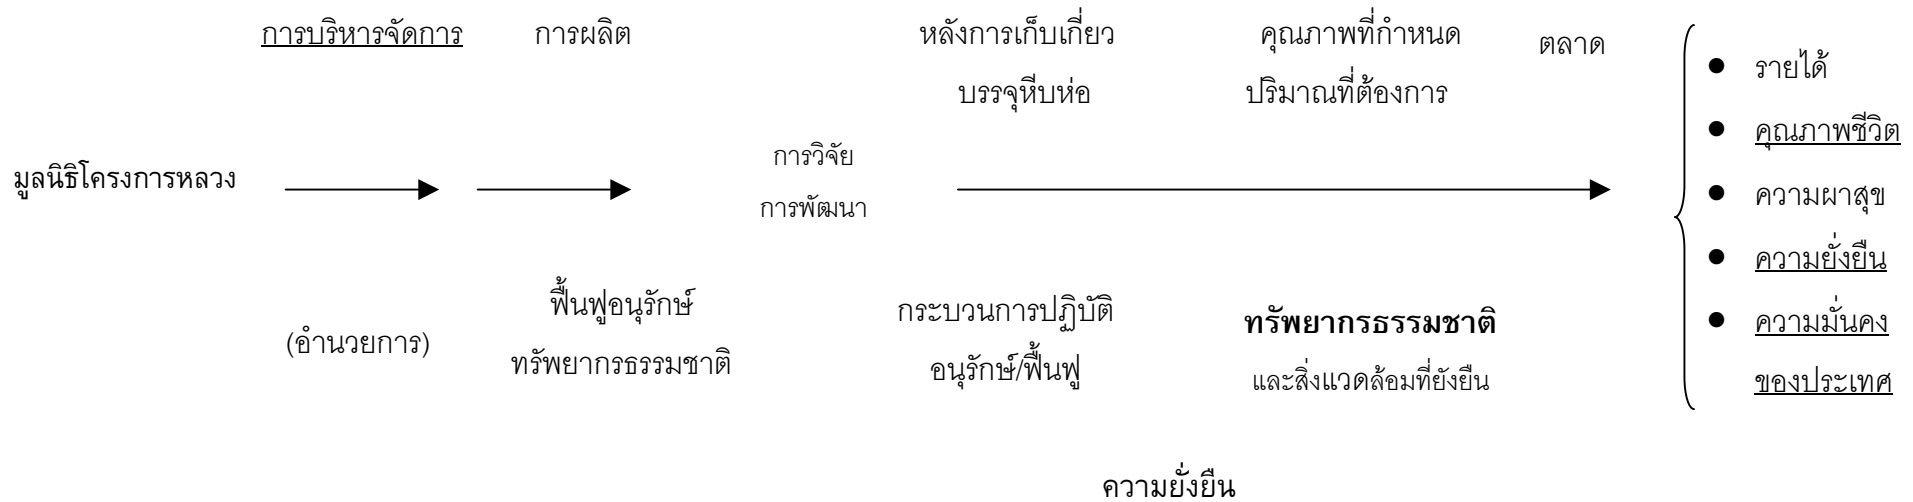 การบริหารจัดการ
การผลิต
หลังการเก็บเกี่ยว
บรรจุหีบห่อ
คุณภาพที่กำหนด
ปริมาณที่ต้องการ
ตลาด
มูลนิธิโครงการหลวง
การวิจัย
การพัฒนา
(อำนวยการ)
ฟื้นฟูอนุรักษ์
ทรัพยากรธรรมชาติ
กระบวนการปฏิบัติ
อนุรักษ์/ฟื้นฟู
ทรัพยากรธรรมชาติ
และสิ่งแวดล้อมที่ยังยืน
● รายได้
● คุณภาพชีวิต
● ความผาสุข
● ความยั่งยืน
● ความมั่นคง
ของประเทศ
ความยั่งยืน